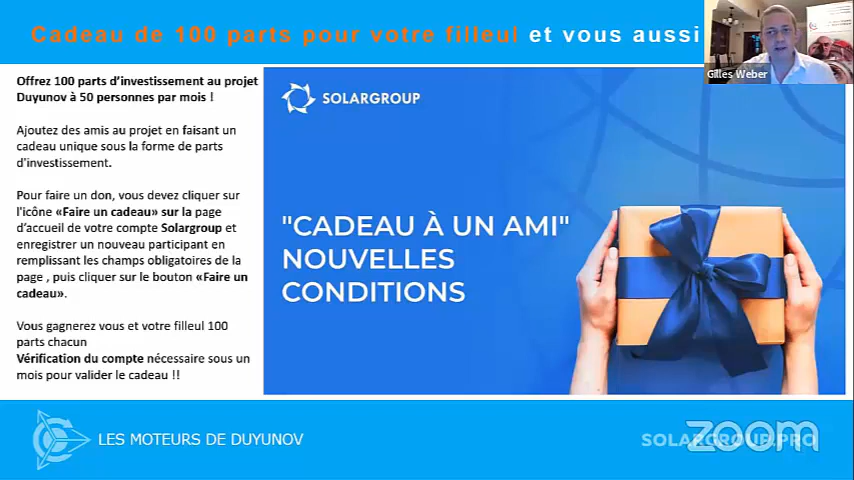 Cadeau de 100 parts pour votre filleul et vous aussi
Gilles Weber
Offrez 100 parts d'investissement au projet
Duyunov à 50 personnes par mois !
Ajoutez des amis au projet en faisant un
cadeau unique sous la forme de parts
d'investissement.
Pour faire un don, vous devez cliquer sur
l'icône «Faire un cadeau» sur la page
d'accueil de votre compte Solargroup et
enregistrer un nouveau participant en
remplissant les champs obligatoires de la
page , puis cliquer sur le bouton «Faire un
cadeau».
Vous gagnerez vous et votre filleul 100
parts chacun
Vérification du compte nécessaire sous un
mois pour valider le cadeau !!
SOLARGROUP
"CADEAU À UN AMI"
NOUVELLES
CONDITIONS
LES MOTEURS DE DUYUNOV
SOLARGROUP.PRO
zoom